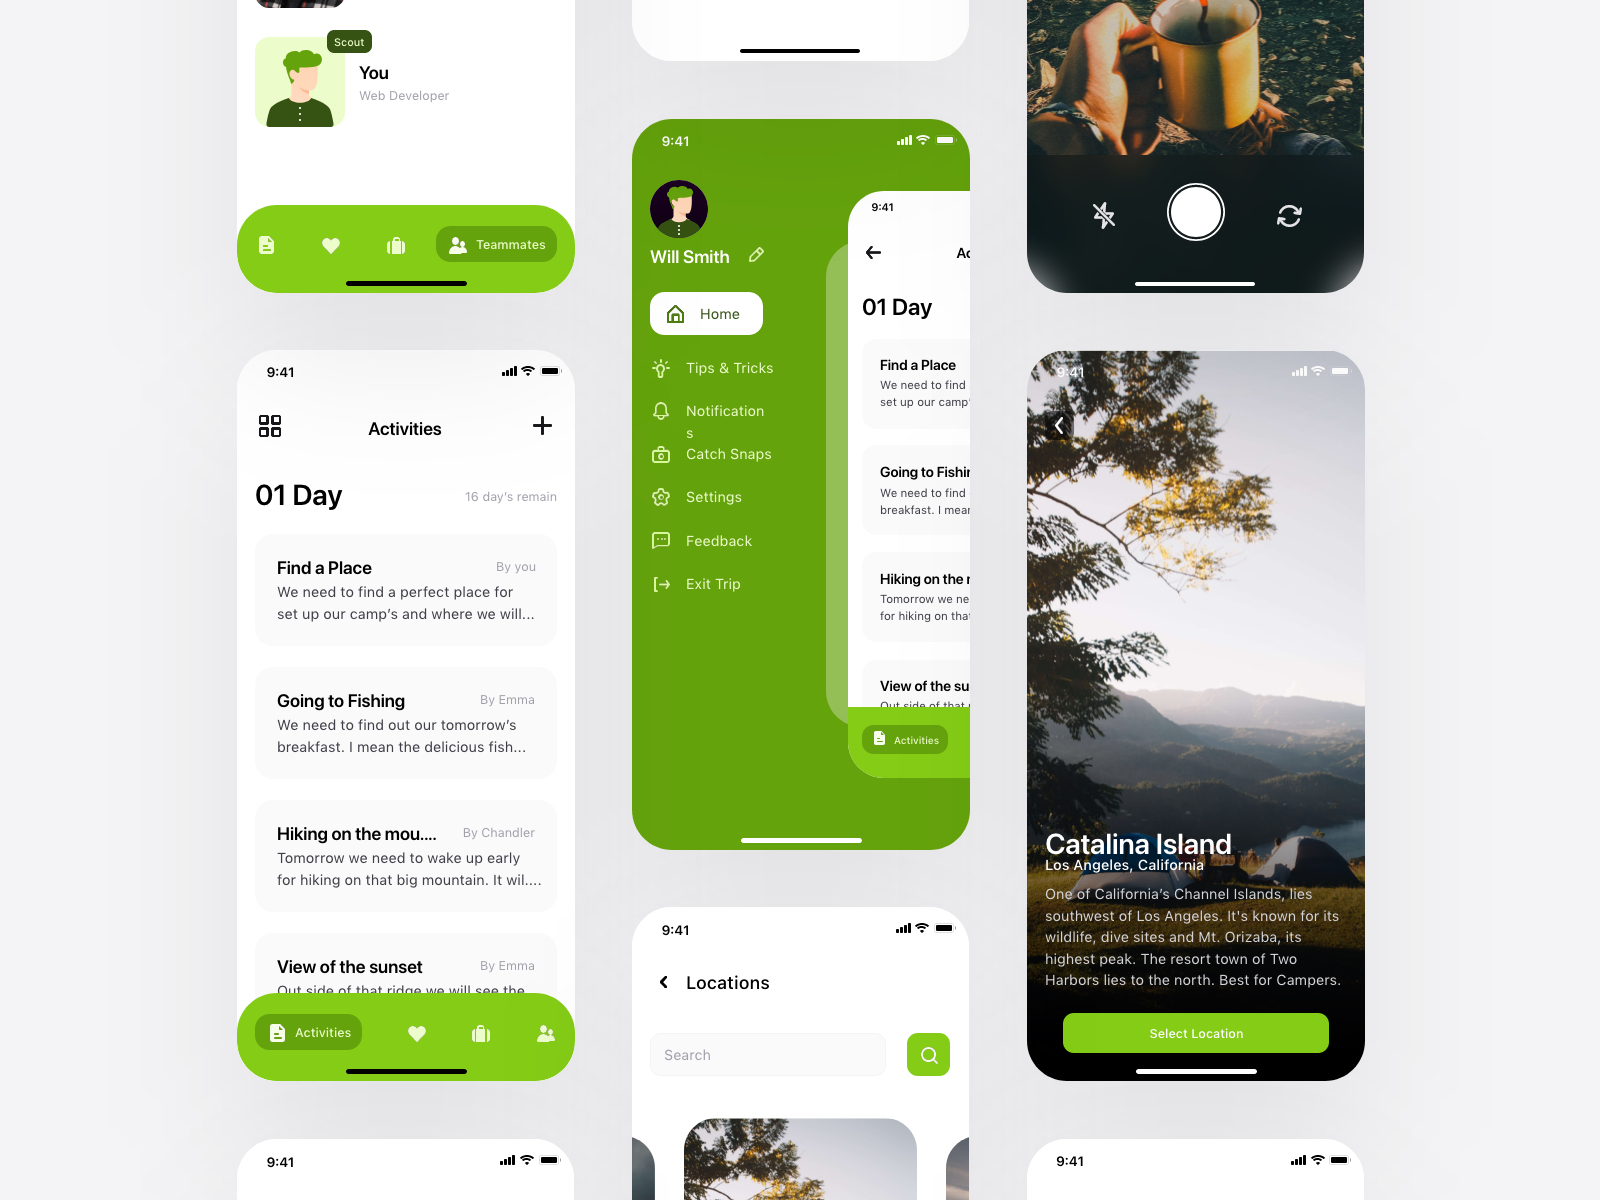 Scout
You
Web Developer
Teammates
9:41
Activities
01 Day
16 day's remain
Find a Place
By you
We need to find a perfect place for
set up our camp's and where we will...
Going to Fishing
By Emma
We need to find out our tomorrow's
breakfast. I mean the delicious fish...
Hiking on the mou....
By Chandler
Tomorrow we need to wake up early
for hiking on that big mountain. It wil....
View of the sunset
By Emma
Out side of that ridge we will see the
Activities
9:41
9:41
Will Smith
Home
Tips & Tricks
Notification
s
Catch Snaps
Settings
Feedback
Exit Trip
9:41
Ac
01 Day
Find a Place
We need to find
set up our camp'
Going to Fishin
We need to find
breakfast. I mean
Hiking on the
Tomorrow we ne
for hiking on that
View of the su
Out side of that
Activities
9:41
Locations
Search
9:41
Catalina Island
Los Angeles, California
One of California's Channel Islands, lies
southwest of Los Angeles. It's known for its
wildlife, dive sites and Mt. Orizaba, its
highest peak. The resort town of Two
Harbors lies to the north. Best for Campers.
Select Location
9:41